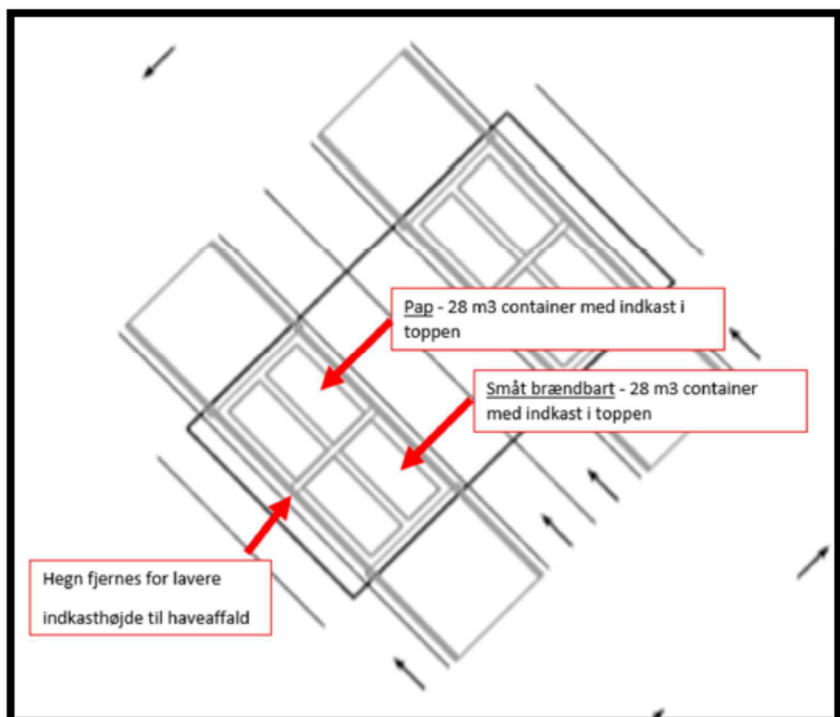 Pap - 28 m3 container med indkast i
toppen
Småt brændbart - 28 m3 container
med indkast i toppen
Hegn fjernes for lavere
indkasthøjde til haveaffald